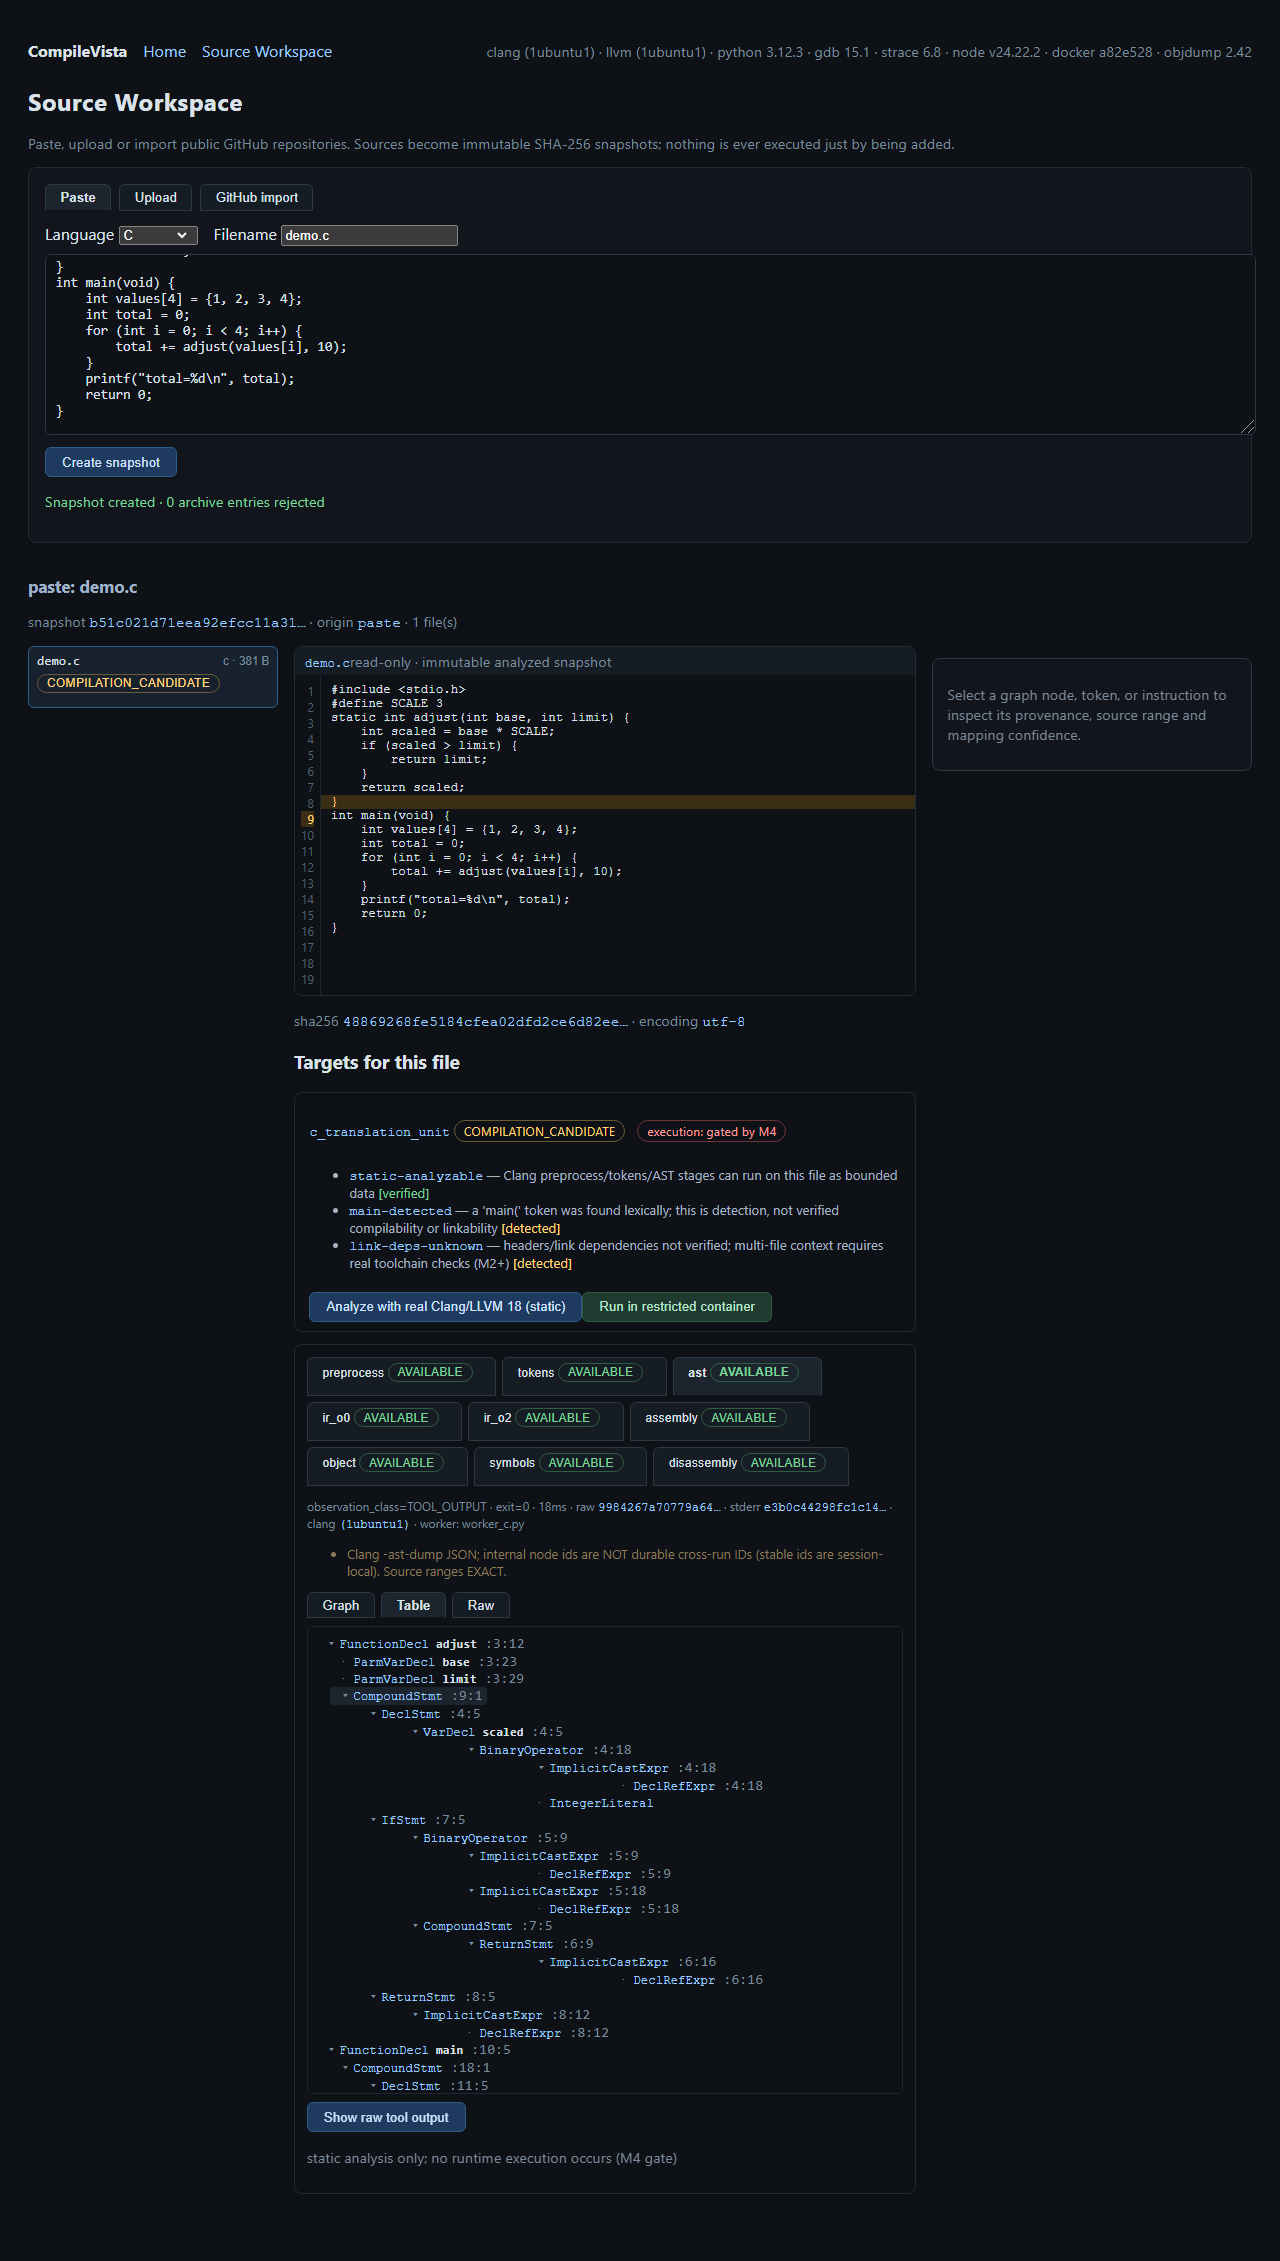 CompileVista Home Source Workspace clang (1ubuntu1) · llvm (1ubuntu1) · python 3.12.3 · gdb 15.1 · strace 6.8 · node v24.22.2 · docker a82e528 · objdump 2.42
Source Workspace
Paste, upload or import public GitHub repositories. Sources become immutable SHA-256 snapshots; nothing is ever executed just by being added.
Paste Upload GitHub import
Language C Filename demo.c
}
int main(void) {
    int values[4] = {1, 2, 3, 4};
    int total = 0;
    for (int i = 0; i < 4; i++) {
        total += adjust(values[i], 10);
    }
    printf("total=%d\n", total);
    return 0;
}
Create snapshot
Snapshot created · 0 archive entries rejected
paste: demo.c
snapshot b51c021d71eea92efcc11a31… · origin paste · 1 file(s)
demo.c c · 381 B
COMPILATION_CANDIDATE
demo.cread-only · immutable analyzed snapshot
1 #include <stdio.h>
2 #define SCALE 3
3 static int adjust(int base, int limit) {
4     int scaled = base * SCALE;
5     if (scaled > limit) {
6         return limit;
7     }
8     return scaled;
9 }
10 int main(void) {
11     int values[4] = {1, 2, 3, 4};
12     int total = 0;
13     for (int i = 0; i < 4; i++) {
14         total += adjust(values[i], 10);
15     }
16     printf("total=%d\n", total);
17     return 0;
18 }
19
Select a graph node, token, or instruction to
inspect its provenance, source range and
mapping confidence.
sha256 48869268fe5184cfea02dfd2ce6d82ee… · encoding utf-8
Targets for this file
c_translation_unit COMPILATION_CANDIDATE execution: gated by M4
• static-analyzable — Clang preprocess/tokens/AST stages can run on this file as bounded
data [verified]
• main-detected — a 'main(' token was found lexically; this is detection, not verified
compilability or linkability [detected]
• link-deps-unknown — headers/link dependencies not verified; multi-file context requires
real toolchain checks (M2+) [detected]
Analyze with real Clang/LLVM 18 (static) Run in restricted container
preprocess AVAILABLE tokens AVAILABLE ast AVAILABLE
ir_o0 AVAILABLE ir_o2 AVAILABLE assembly AVAILABLE
object AVAILABLE symbols AVAILABLE disassembly AVAILABLE
observation_class=TOOL_OUTPUT · exit=0 · 18ms · raw 9984267a70779a64… · stderr e3b0c44298fc1c14… ·
clang (1ubuntu1) · worker: worker_c.py
• Clang -ast-dump JSON; internal node ids are NOT durable cross-run IDs (stable ids are session-
local). Source ranges EXACT.
Graph Table Raw
▾ FunctionDecl adjust :3:12
· ParmVarDecl base :3:23
· ParmVarDecl limit :3:29
▾ CompoundStmt :9:1
▾ DeclStmt :4:5
▾ VarDecl scaled :4:5
▾ BinaryOperator :4:18
▾ ImplicitCastExpr :4:18
· DeclRefExpr :4:18
· IntegerLiteral
▾ IfStmt :7:5
▾ BinaryOperator :5:9
▾ ImplicitCastExpr :5:9
· DeclRefExpr :5:9
▾ ImplicitCastExpr :5:18
· DeclRefExpr :5:18
▾ CompoundStmt :7:5
▾ ReturnStmt :6:9
▾ ImplicitCastExpr :6:16
· DeclRefExpr :6:16
▾ ReturnStmt :8:5
▾ ImplicitCastExpr :8:12
· DeclRefExpr :8:12
▾ FunctionDecl main :10:5
▾ CompoundStmt :18:1
▾ DeclStmt :11:5
Show raw tool output
static analysis only; no runtime execution occurs (M4 gate)